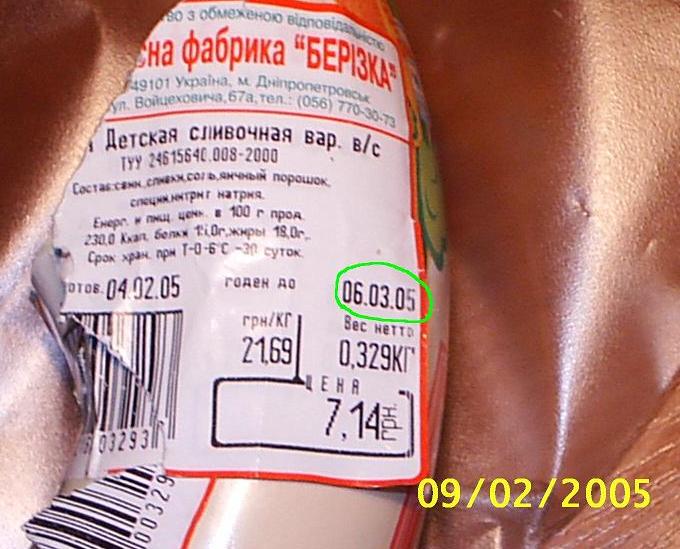 во з обмеженою відповідальністю
сна фабрика "БЕРІЗКА"
49101 Україна, м. Дніпропетровськ
ул. Войцеховича,67а,тел.: (056) 770-30-73
Детская сливочная вар. в/с
ТУУ 24615640.008-2000
Состав:свин.,сливки,соль,яичный порошок,
специи,нитрит натрия.
Енерг. и пищ. ценн. в 100 г прод.
230,0 Ккал, белки 11,0г,жиры 18,0г,
Срок хран. при Т-0-6°С -30 суток.
отов. 04.02.05 годен до 06.03.05
грн/КГ Вес нетто
21,69 0,329КГ
ЦЕНА
7,14 ГРН.
03293
00329
09/02/2005